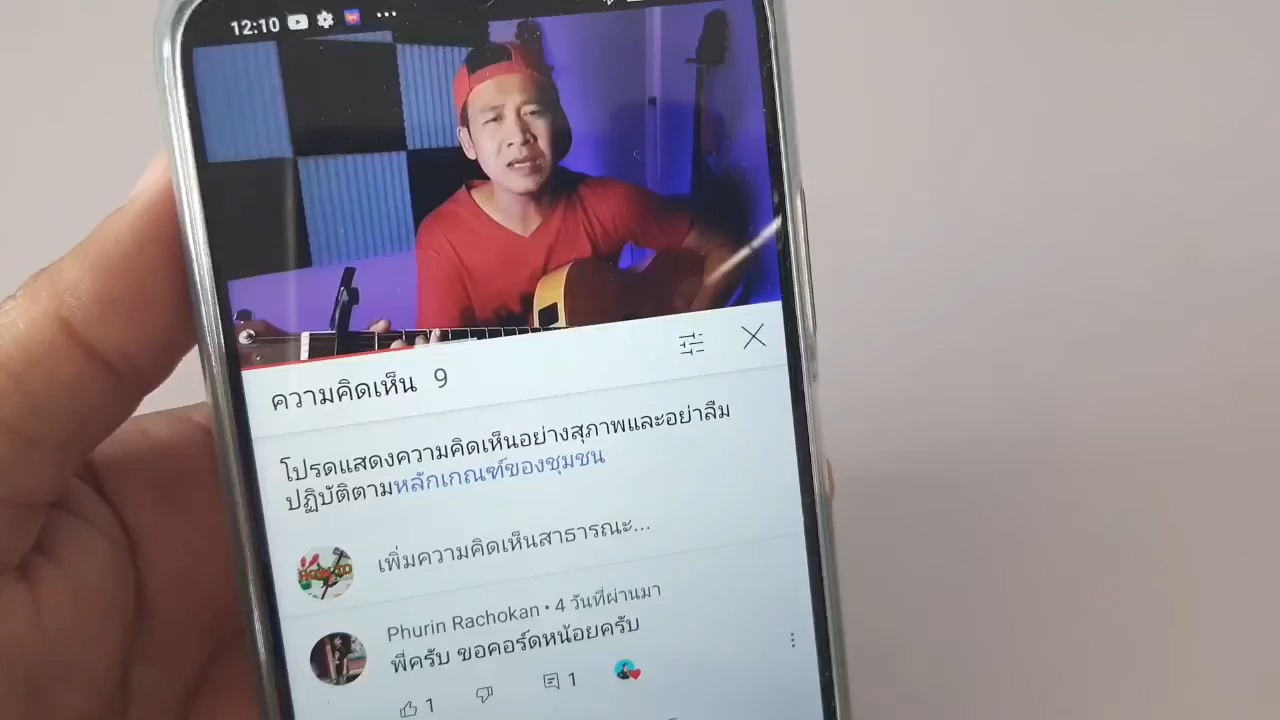 12:10
ความคิดเห็น 9
โปรดแสดงความคิดเห็นอย่างสุภาพและอย่าลืม
ปฏิบัติตามหลักเกณฑ์ของชุมชน
HOW TO
เพิ่มความคิดเห็นสาธารณะ...
Phurin Rachokan • 4 วันที่ผ่านมา
พี่ครับ ขอคอร์ดหน้อยครับ
1
1